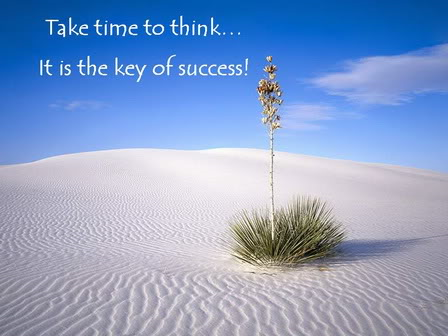 Take time to think...
It is the key of success!